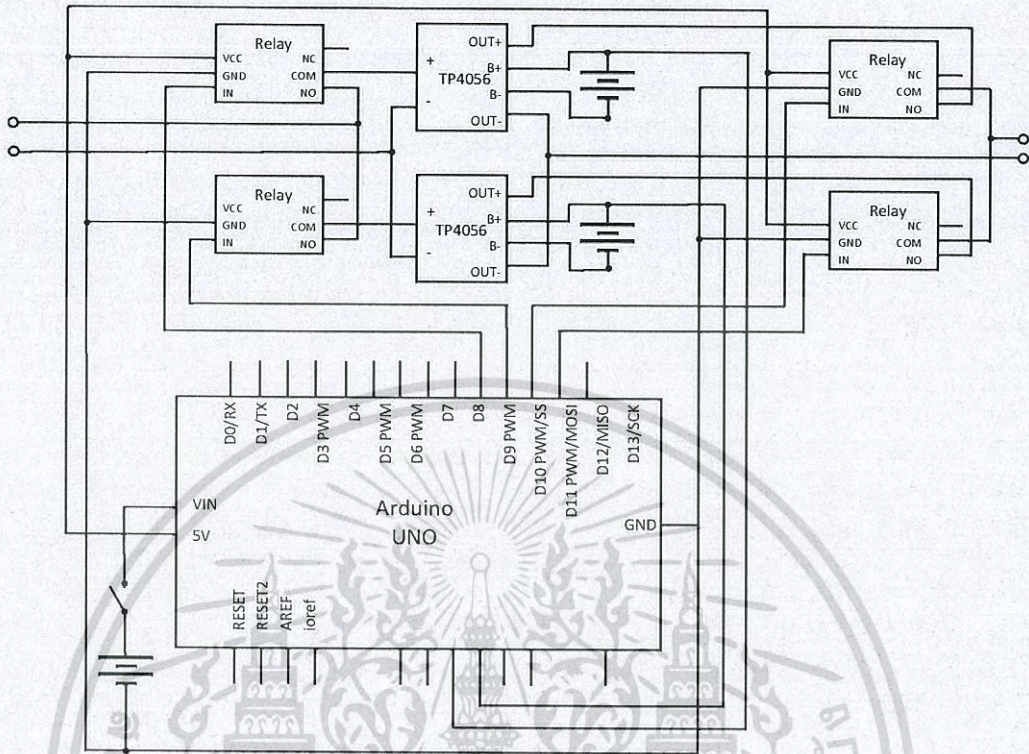 Relay
VCC
GND
IN
NC
COM
NO
+
-
TP4056
OUT+
B+
B-
OUT-
Relay
VCC
GND
IN
NC
COM
NO
Relay
VCC
GND
IN
NC
COM
NO
+
-
TP4056
OUT+
B+
B-
OUT-
Relay
VCC
GND
IN
NC
COM
NO
D0/RX
D1/TX
D2
D3 PWM
D4
D5 PWM
D6 PWM
D7
D8
D9 PWM
D10 PWM/SS
D11 PWM/MOSI
D12/MISO
D13/SCK
VIN
5V
Arduino
UNO
GND
RESET
RESET2
AREF
ioref